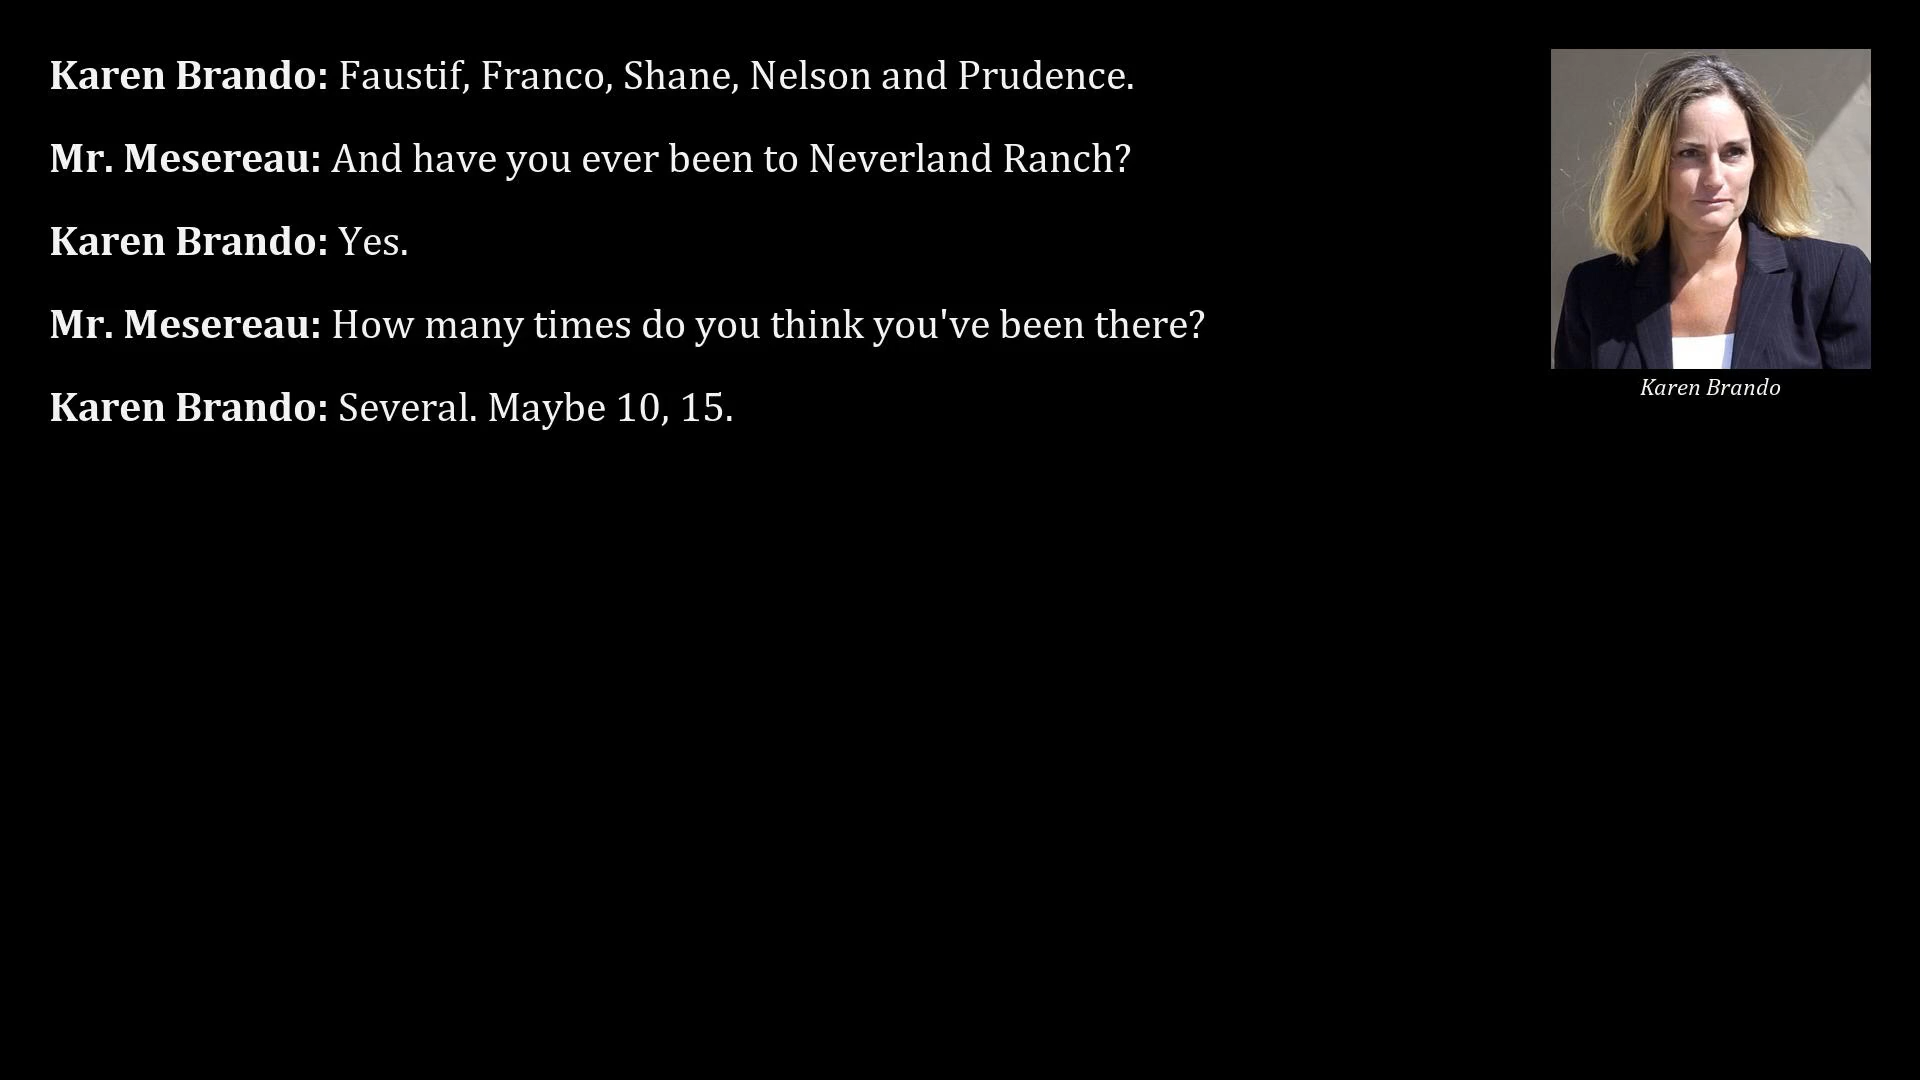 Karen Brando: Faustif, Franco, Shane, Nelson and Prudence.
Mr. Mesereau: And have you ever been to Neverland Ranch?
Karen Brando: Yes.
Mr. Mesereau: How many times do you think you've been there?
Karen Brando: Several. Maybe 10, 15.
Karen Brando